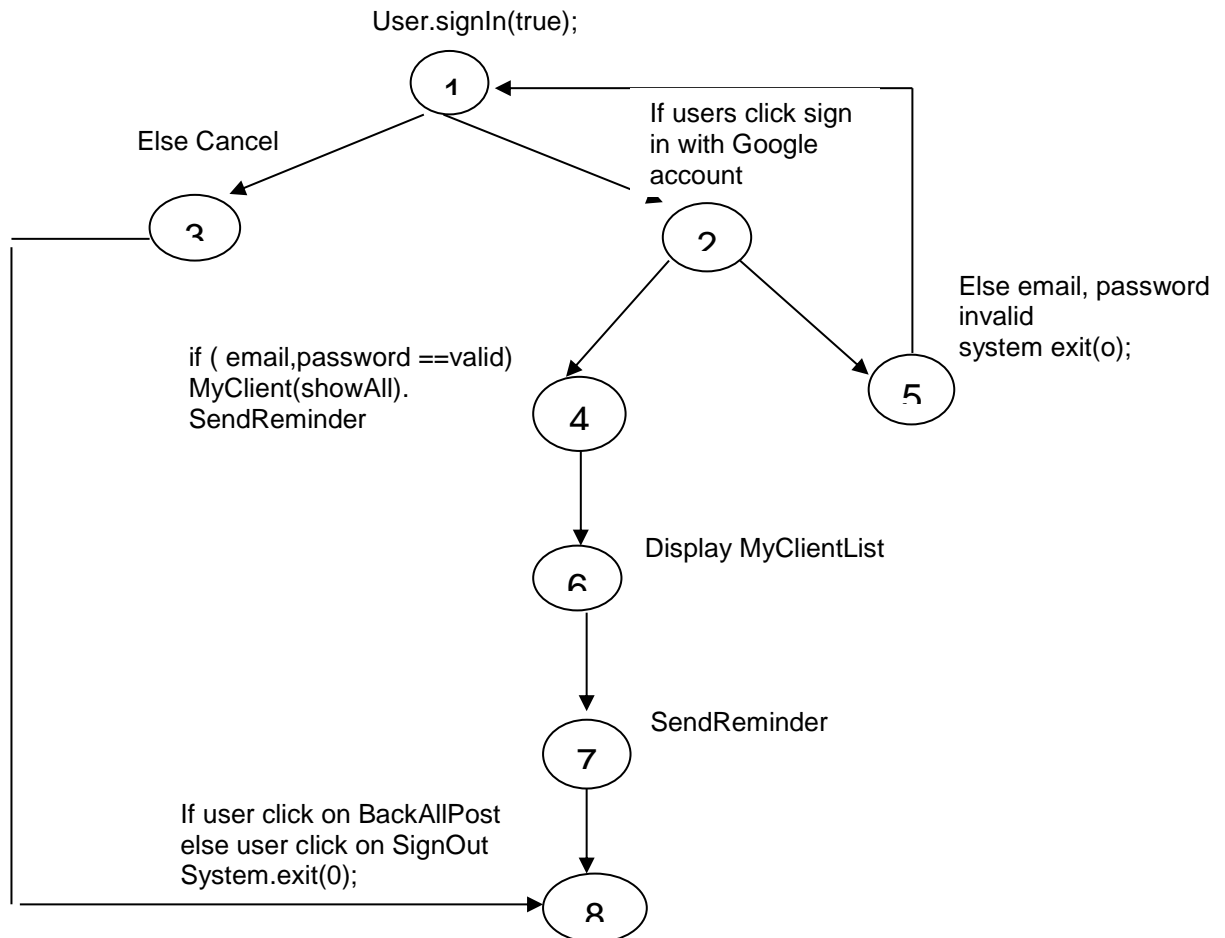 User.signIn(true);
1
If users click sign
in with Google
account
Else Cancel
3
2
Else email, password
invalid
system exit(o);
if ( email,password ==valid)
MyClient(showAll).
SendReminder
4
5
Display MyClientList
6
SendReminder
7
If user click on BackAllPost
else user click on SignOut
System.exit(0);
8